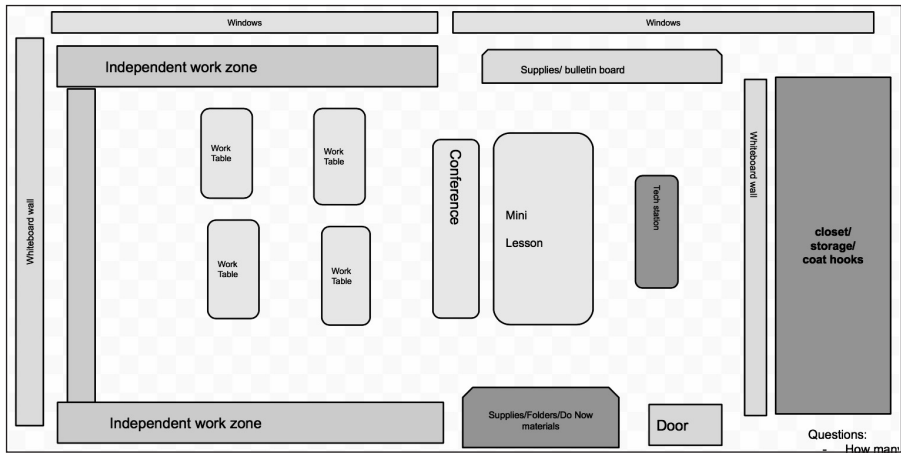 Windows
Windows
Independent work zone
Supplies/ bulletin board
Whiteboard wall
Work
Table
Work
Table
Conference
Mini
Lesson
Tech station
Whiteboard wall
closet/
storage/
coat hooks
Work
Table
Work
Table
Independent work zone
Supplies/Folders/Do Now
materials
Door
Questions:
- How many